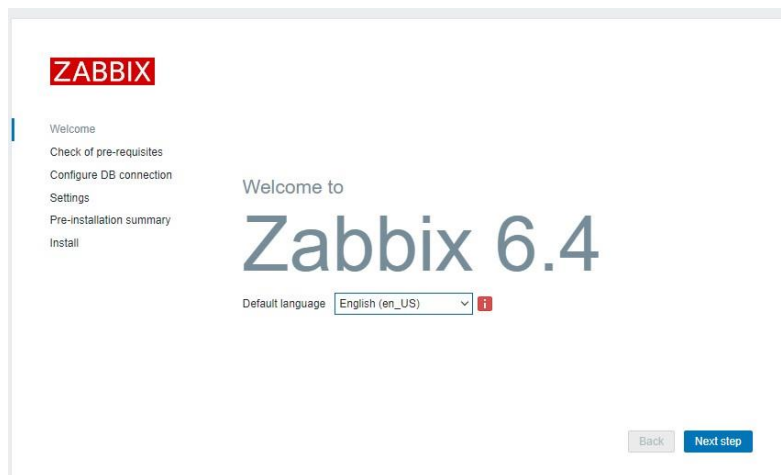 ZABBIX
Welcome
Check of pre-requisites
Configure DB connection
Settings
Pre-installation summary
Install
Welcome to
Zabbix 6.4
Default language English (en_US) i
Back Next step